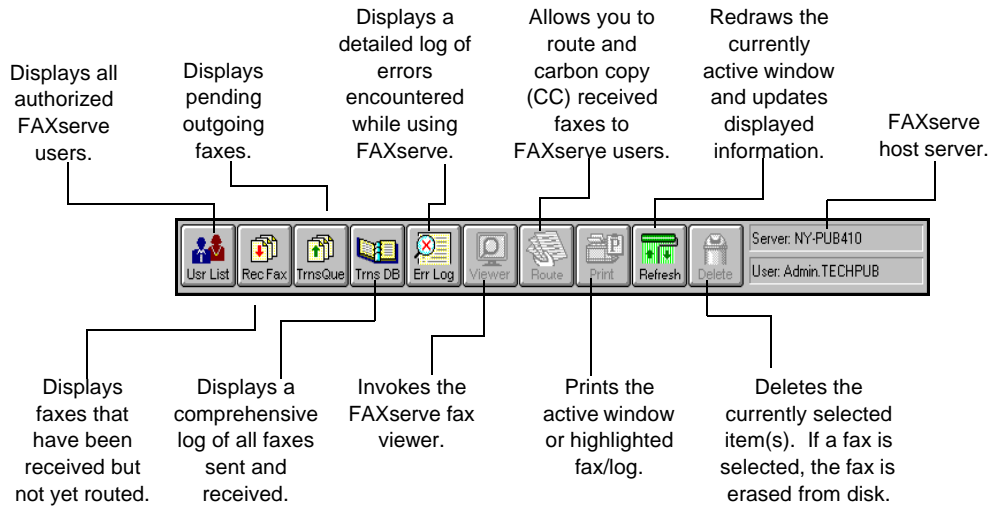 Displays all
authorized
FAXserve
users.
Displays
pending
outgoing
faxes.
Displays a
detailed log of
errors
encountered
while using
FAXserve.
Allows you to
route and
carbon copy
(CC) received
faxes to
FAXserve users.
Redraws the
currently
active window
and updates
displayed
information.
FAXserve
host server.
Usr List
Rec Fax
TrnsQue
Trns DB
Err Log
Viewer
Route
Print
Refresh
Delete
Server: NY-PUB410
User: Admin.TECHPUB
Displays
faxes that
have been
received but
not yet routed.
Displays a
comprehensive
log of all faxes
sent and
received.
Invokes the
FAXserve fax
viewer.
Prints the
active window
or highlighted
fax/log.
Deletes the
currently selected
item(s). If a fax is
selected, the fax is
erased from disk.